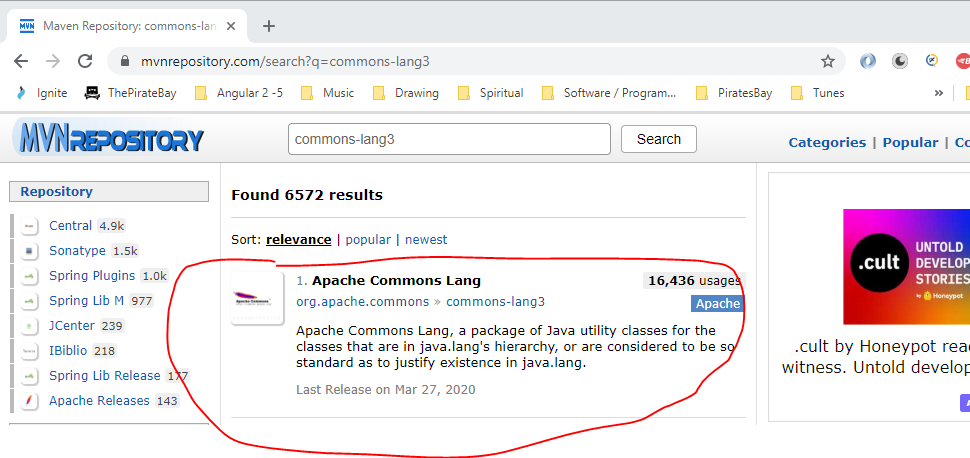 Maven Repository: commons-lan
mvnrepository.com/search?q=commons-lang3
Ignite ThePirateBay Angular 2 -5 Music Drawing Spiritual Software / Program... PiratesBay Tunes »
MVNREPOSITORY
commons-lang3
Search
Categories | Popular | Co
Repository
Central 4.9k
Sonatype 1.5k
Spring Plugins 1.0k
Spring Lib M 977
JCenter 239
IBiblio 218
Spring Lib Release 177
Apache Releases 143
Found 6572 results
Sort: relevance | popular | newest
1. Apache Commons Lang
16,436 usages
org.apache.commons » commons-lang3
Apache
Apache Commons Lang, a package of Java utility classes for the
classes that are in java.lang's hierarchy, or are considered to be so
standard as to justify existence in java.lang.
Last Release on Mar 27, 2020
.cult
UNTOLD
DEVELOP
STORIES
by Honeypot
.cult by Honeypot read
witness. Untold develop